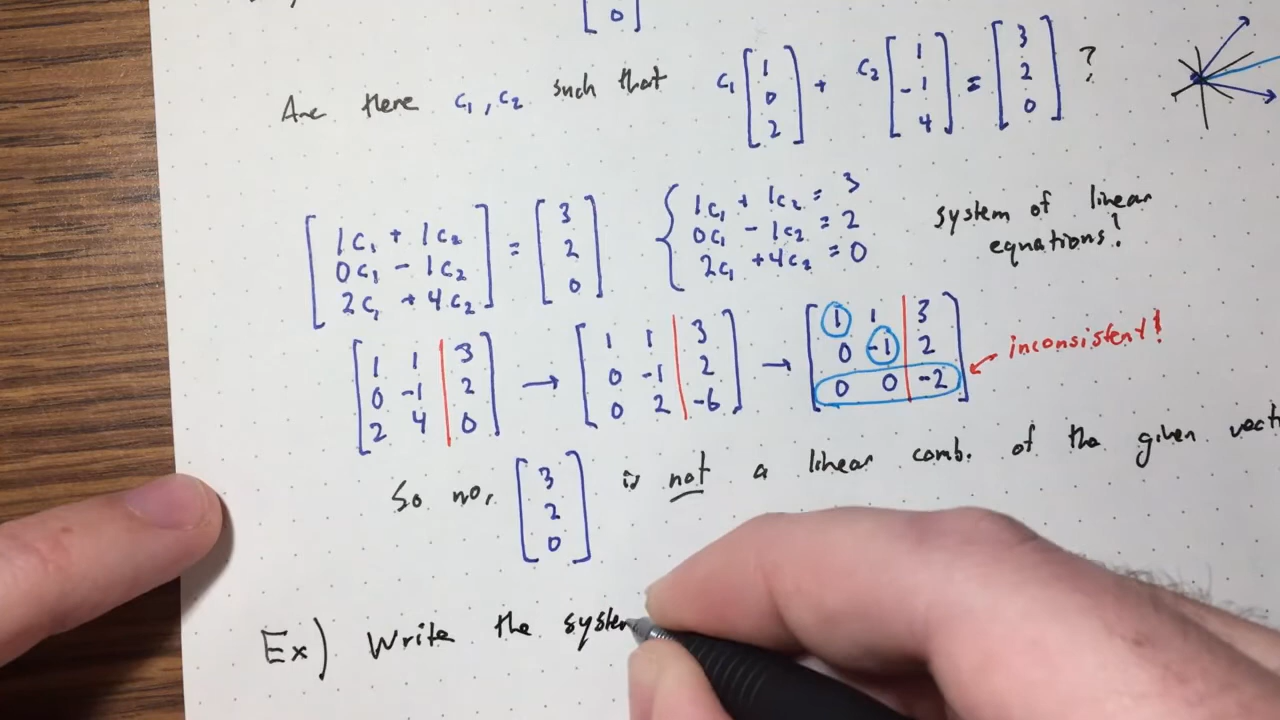 [ 0 ]
Are there c₁, c₂ such that c₁ [1 0 2] + c₂ [1 -1 4] = [3 2 0] ?
[1c₁ + 1c₂ 0c₁ - 1c₂ 2c₁ + 4c₂] = [3 2 0] { 1c₁ + 1c₂ = 3 0c₁ - 1c₂ = 2 2c₁ + 4c₂ = 0 system of linear equations!
[1 1 | 3 0 -1 | 2 2 4 | 0] → [1 1 | 3 0 -1 | 2 0 2 | -6] → [1 1 | 3 0 -1 | 2 0 0 | -2] ← inconsistent!
So no, [3 2 0] is not a linear comb. of the given
Ex) Write the system